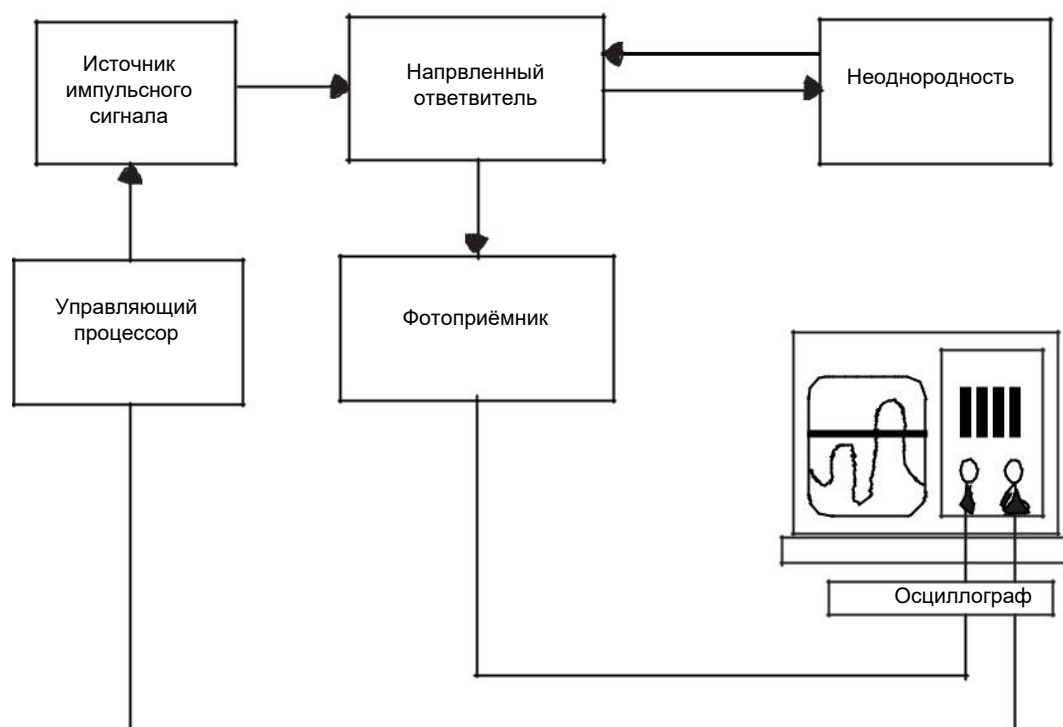 Источник
импульсного
сигнала
Напрвленный
ответвитель
Неоднородность
Управляющий
процессор
Фотоприёмник
Осциллограф